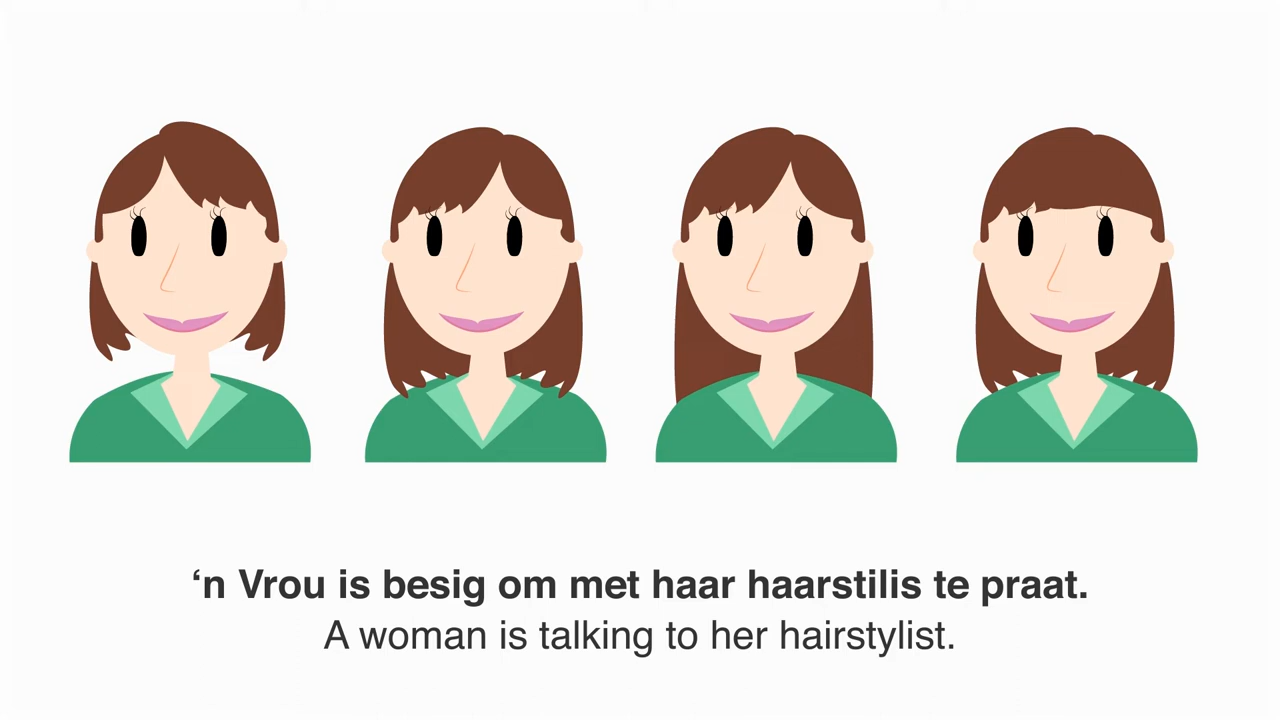 ‘n Vrou is besig om met haar haarstilis te praat.
A woman is talking to her hairstylist.